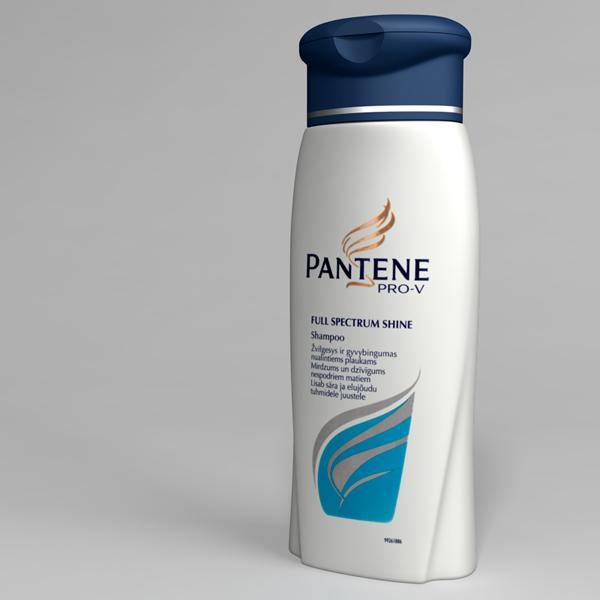 PANTENE
PRO-V
FULL SPECTRUM SHINE
Shampoo
Žvilgesys ir gyvybingumas
nualintiems plaukams
Mirdzums un dzīvīgums
nespodriem matiem
Lisab sära ja elujõudu
tuhmidele juustele